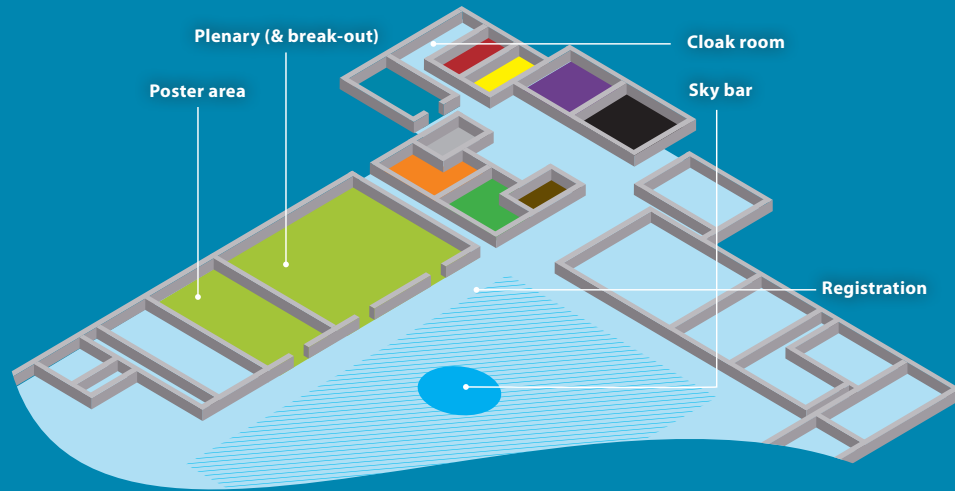 Plenary (& break-out)
Cloak room
Poster area
Sky bar
Registration